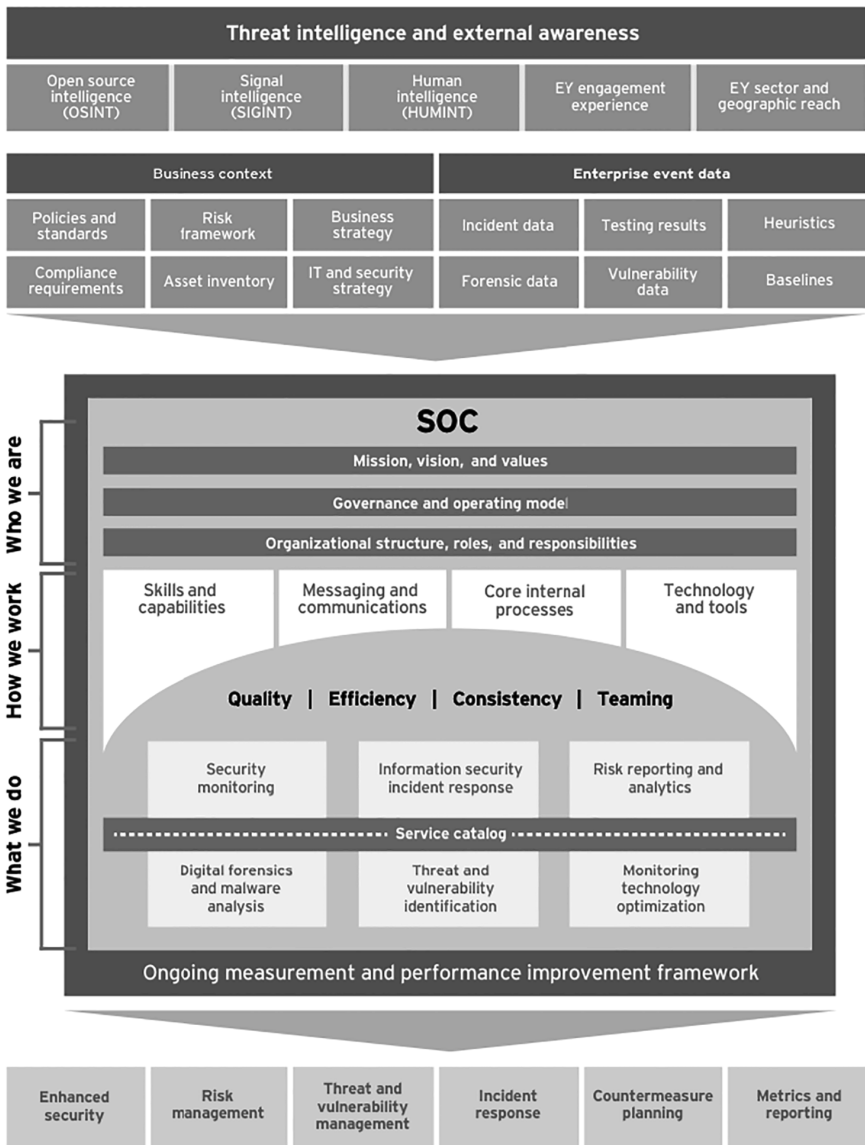 Threat intelligence and external awareness
Open source
intelligence
(OSINT)
Signal
intelligence
(SIGINT)
Human
intelligence
(HUMINT)
EY engagement
experience
EY sector and
geographic reach
Business context
Enterprise event data
Policies and
standards
Risk
framework
Business
strategy
Incident data
Testing results
Heuristics
Compliance
requirements
Asset inventory
IT and security
strategy
Forensic data
Vulnerability
data
Baselines
Who we are
SOC
Mission, vision, and values
Governance and operating model
Organizational structure, roles, and responsibilities
How we work
Skills and
capabilities
Messaging and
communications
Core internal
processes
Technology
and tools
Quality | Efficiency | Consistency | Teaming
What we do
Security
monitoring
Information security
incident response
Risk reporting and
analytics
Service catalog
Digital forensics
and malware
analysis
Threat and
vulnerability
identification
Monitoring
technology
optimization
Ongoing measurement and performance improvement framework
Enhanced
security
Risk
management
Threat and
vulnerability
management
Incident
response
Countermeasure
planning
Metrics and
reporting